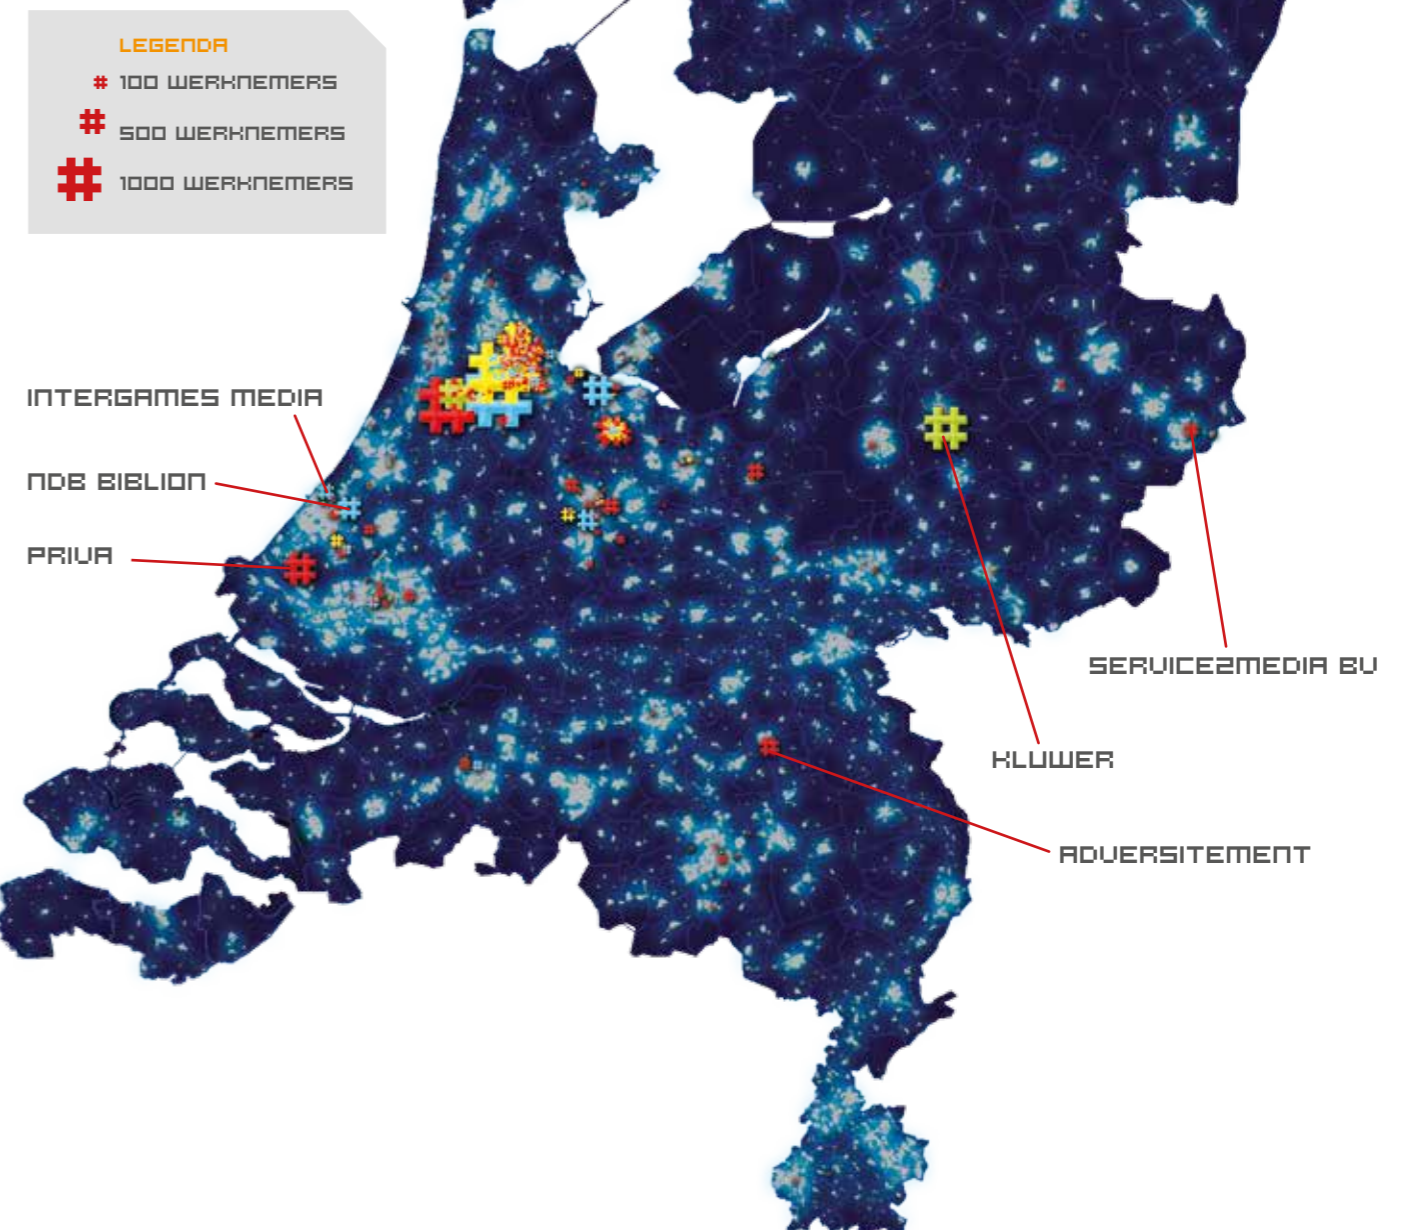 LEGENDA
100 WERKNEMERS
500 WERKNEMERS
1000 WERKNEMERS
INTERGAMES MEDIA
NDB BIBLION
PRIVA
SERVICE2MEDIA BV
KLUWER
ADVERSITEMENT